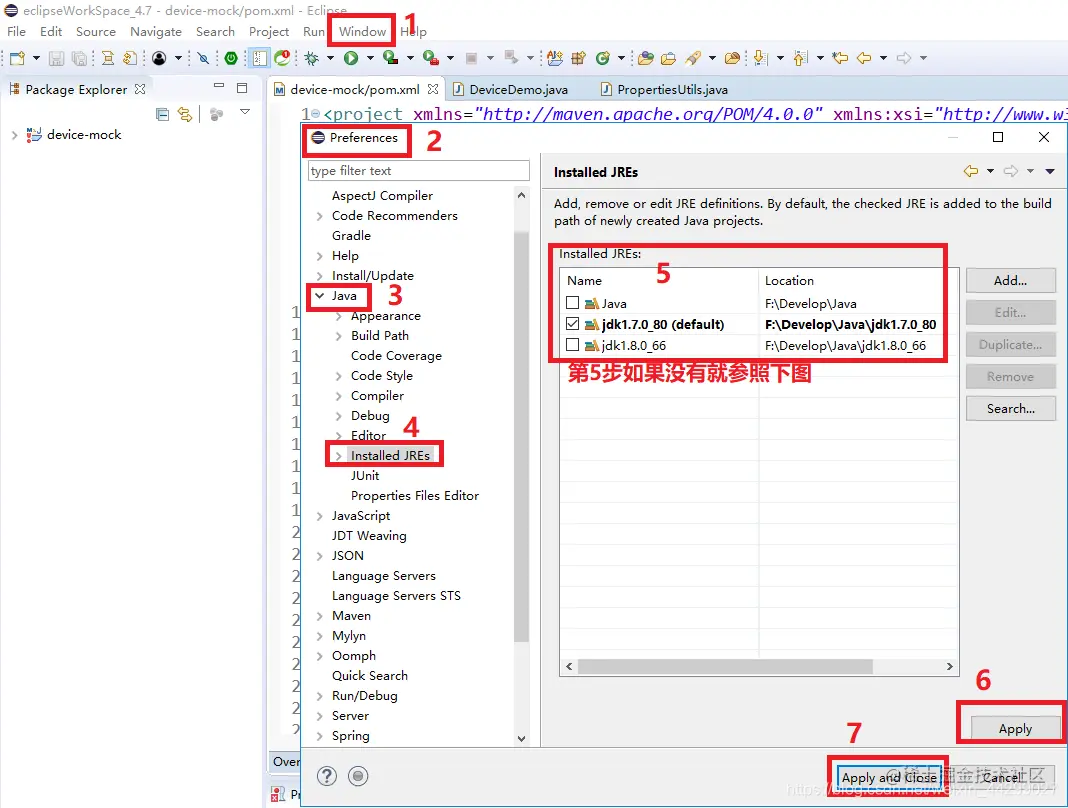 eclipseWorkSpace_4.7 - device-mock/pom.xml - Eclipse
File Edit Source Navigate Search Project Run Window Help
1
Package Explorer
device-mock/pom.xml
DeviceDemo.java
PropertiesUtils.java
device-mock
1 <project xmlns="http://maven.apache.org/POM/4.0.0" xmlns:xsi="http://www.w3
Preferences
2
type filter text
AspectJ Compiler
Code Recommenders
Gradle
Help
Install/Update
Java
3
Appearance
Build Path
Code Coverage
Code Style
Compiler
Debug
Editor
4
Installed JREs
JUnit
Properties Files Editor
JavaScript
JDT Weaving
JSON
Language Servers
Language Servers STS
Maven
Mylyn
Oomph
Quick Search
Run/Debug
Server
Spring
Installed JREs
Add, remove or edit JRE definitions. By default, the checked JRE is added to the build
path of newly created Java projects.
Installed JREs:
5
Name Location
Java F:\Develop\Java
jdk1.7.0_80 (default) F:\Develop\Java\jdk1.7.0_80
jdk1.8.0_66 F:\Develop\Java\jdk1.8.0_66
第5步如果没有就参照下图
Add...
Edit...
Duplicate...
Remove
Search...
6
Apply
7
Apply and Close
Cancel
Over
@稀土掘金技术社区